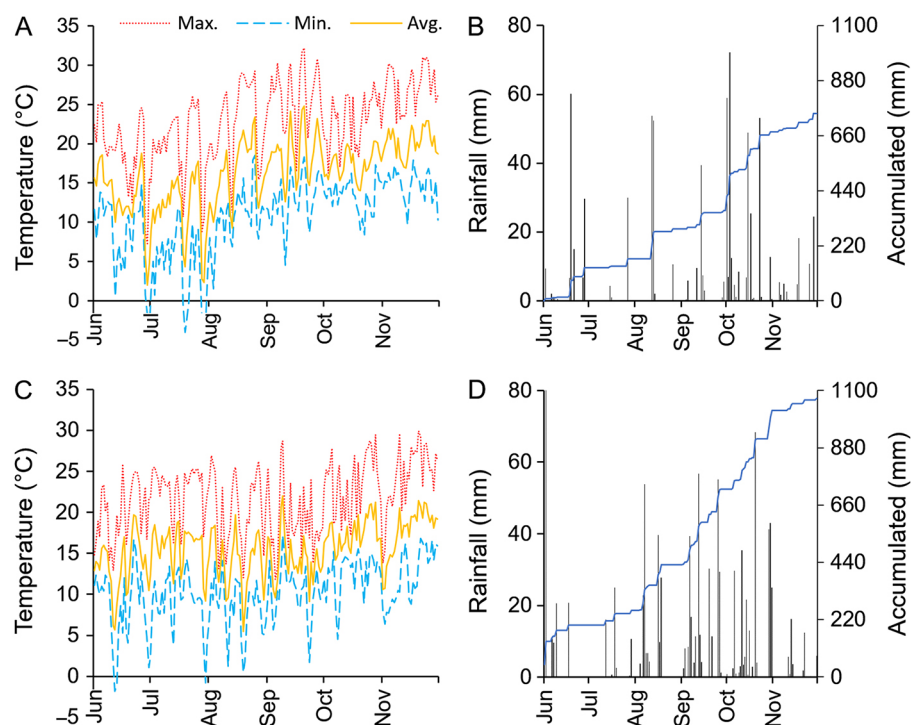 A
Max.
Min.
Avg.
Temperature (°C)
35
30
25
20
15
10
5
0
−5
Jun
Jul
Aug
Sep
Oct
Nov
B
Rainfall (mm)
80
60
40
20
0
Accumulated (mm)
1100
880
660
440
220
0
Jun
Jul
Aug
Sep
Oct
Nov
C
Temperature (°C)
35
30
25
20
15
10
5
0
−5
Jun
Jul
Aug
Sep
Oct
Nov
D
Rainfall (mm)
80
60
40
20
0
Accumulated (mm)
1100
880
660
440
220
0
Jun
Jul
Aug
Sep
Oct
Nov